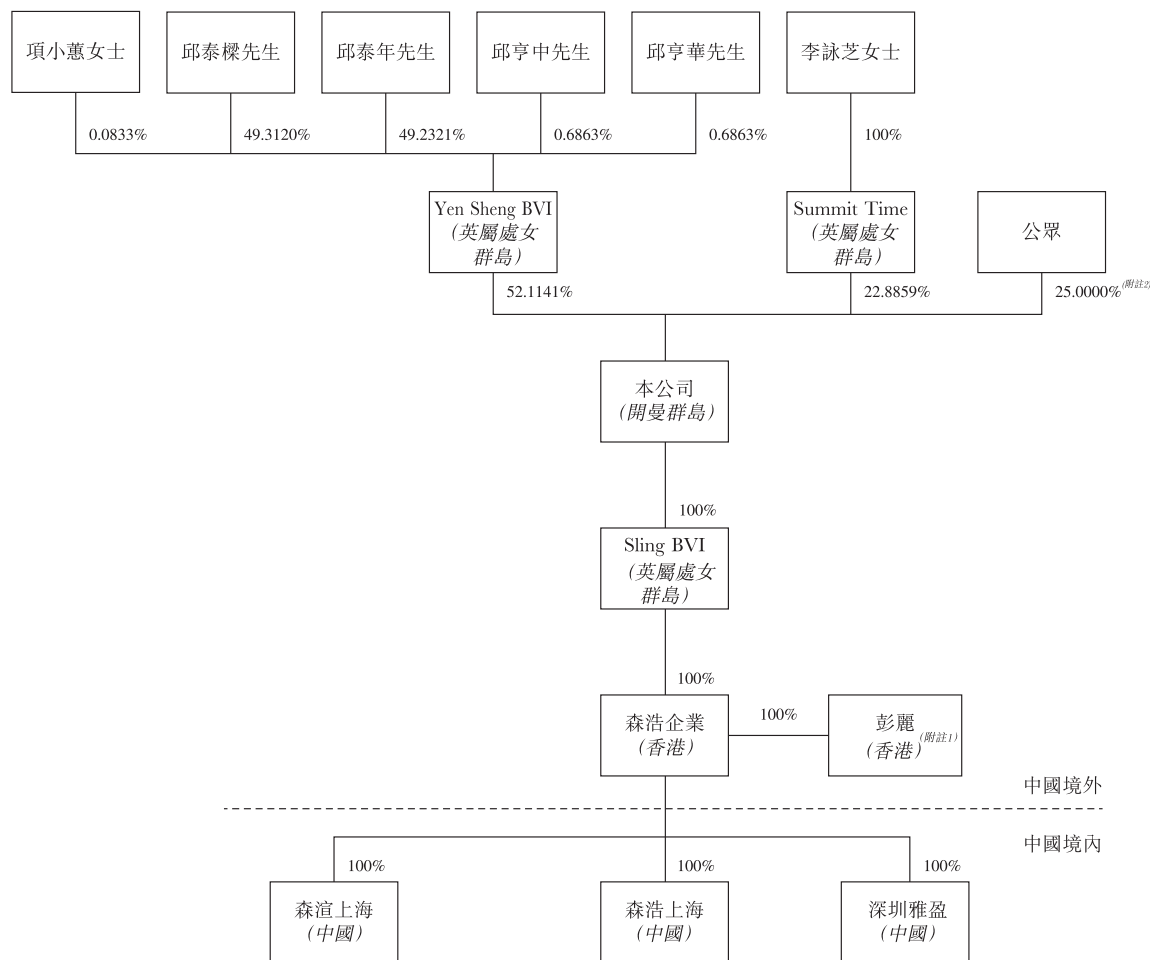 項小蕙女士
邱泰樑先生
邱泰年先生
邱亨中先生
邱亨華先生
李詠芝女士
0.0833%
49.3120%
49.2321%
0.6863%
0.6863%
100%
Yen Sheng BVI
(英屬處女
群島)
Summit Time
(英屬處女
群島)
公眾
52.1141%
22.8859%
25.0000%(附註2)
本公司
(開曼群島)
100%
Sling BVI
(英屬處女
群島)
100%
森浩企業
(香港)
100%
彭麗
(香港)(附註1)
中國境外
中國境內
100%
100%
100%
森渲上海
(中國)
森浩上海
(中國)
深圳雅盈
(中國)